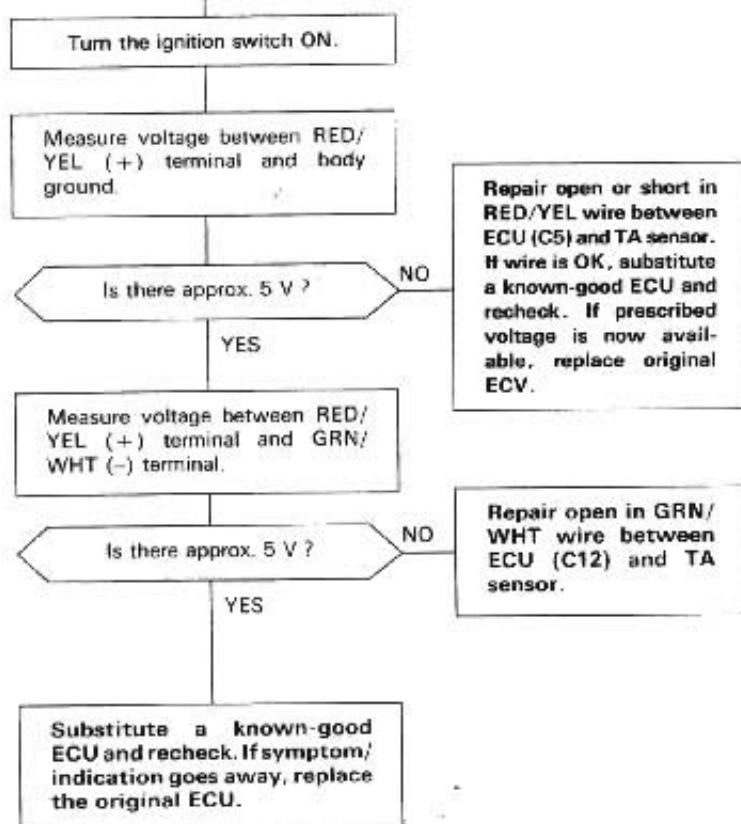 Turn the ignition switch ON.
Measure voltage between RED/
YEL (+) terminal and body
ground.
Is there approx. 5 V ?
NO
Repair open or short in
RED/YEL wire between
ECU (C5) and TA sensor.
If wire is OK, substitute
a known-good ECU and
recheck. If prescribed
voltage is now avail-
able, replace original
ECV.
YES
Measure voltage between RED/
YEL (+) terminal and GRN/
WHT (–) terminal.
Is there approx. 5 V ?
NO
Repair open in GRN/
WHT wire between
ECU (C12) and TA
sensor.
YES
Substitute a known-good
ECU and recheck. If symptom/
indication goes away, replace
the original ECU.